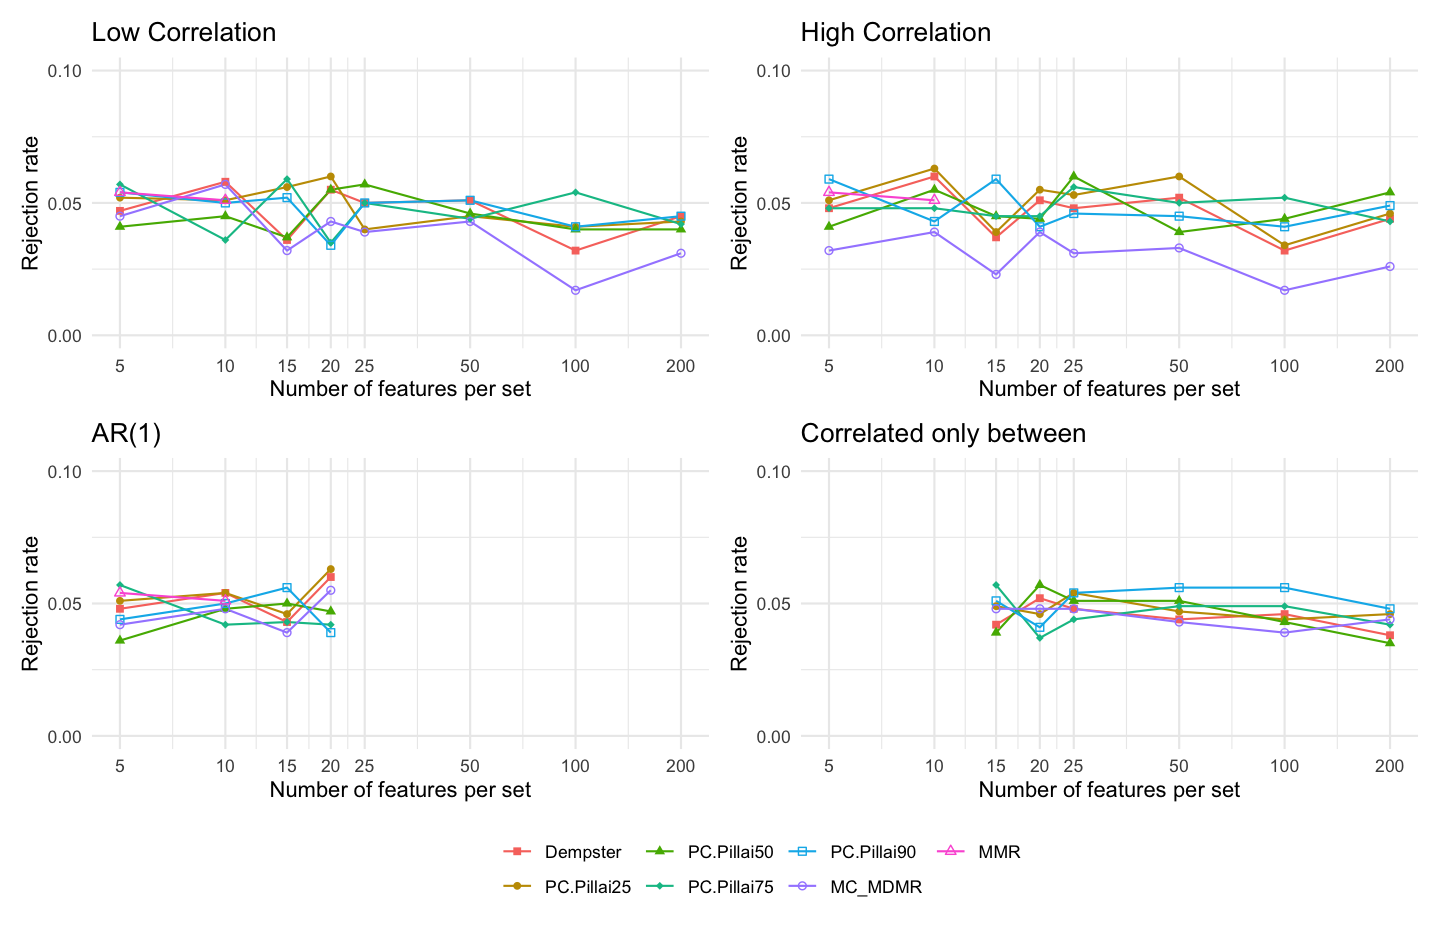 Low Correlation
0.10
0.05
0.00
Rejection rate
5 10 15 20 25 50 100 200
Number of features per set
High Correlation
0.10
0.05
0.00
Rejection rate
5 10 15 20 25 50 100 200
Number of features per set
AR(1)
0.10
0.05
0.00
Rejection rate
5 10 15 20 25 50 100 200
Number of features per set
Correlated only between
0.10
0.05
0.00
Rejection rate
5 10 15 20 25 50 100 200
Number of features per set
Dempster PC.Pillai50 PC.Pillai90 MMR
PC.Pillai25 PC.Pillai75 MC_MDMR